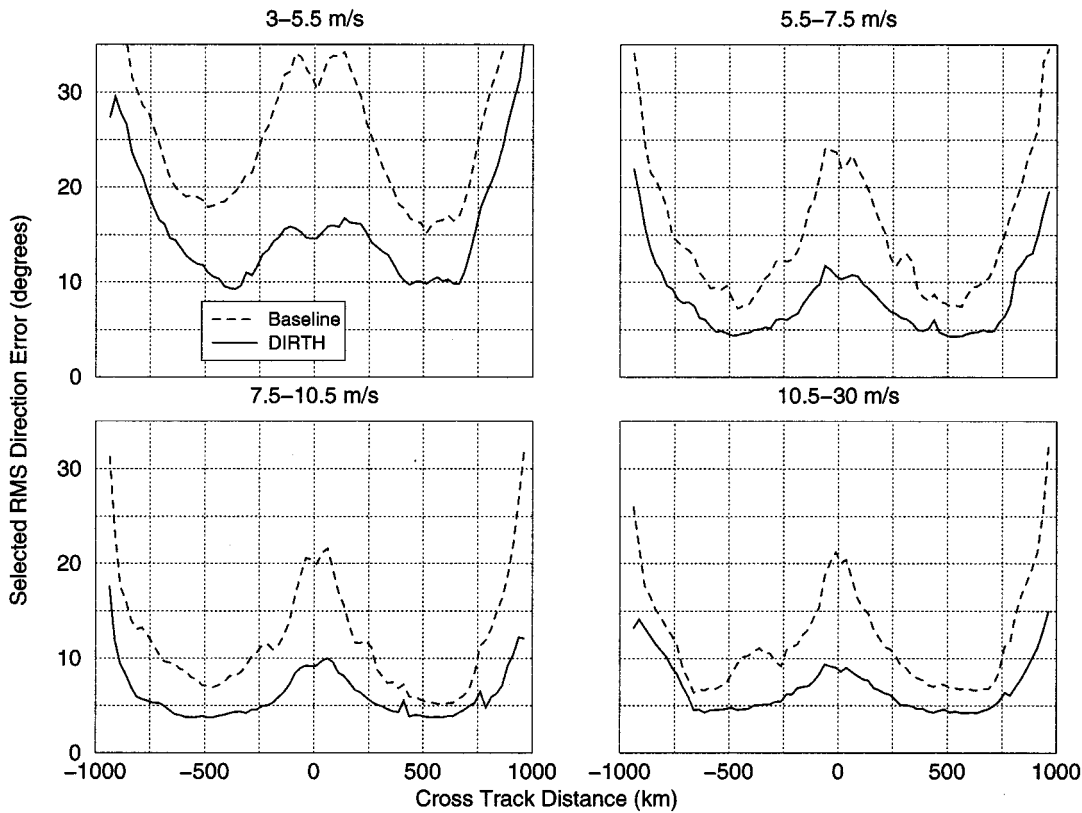 3–5.5 m/s
5.5–7.5 m/s
30
20
10
0
Baseline
DIRTH
7.5–10.5 m/s
10.5–30 m/s
30
20
10
0
−1000
−500
0
500
1000
−1000
−500
0
500
1000
Cross Track Distance (km)
Selected RMS Direction Error (degrees)